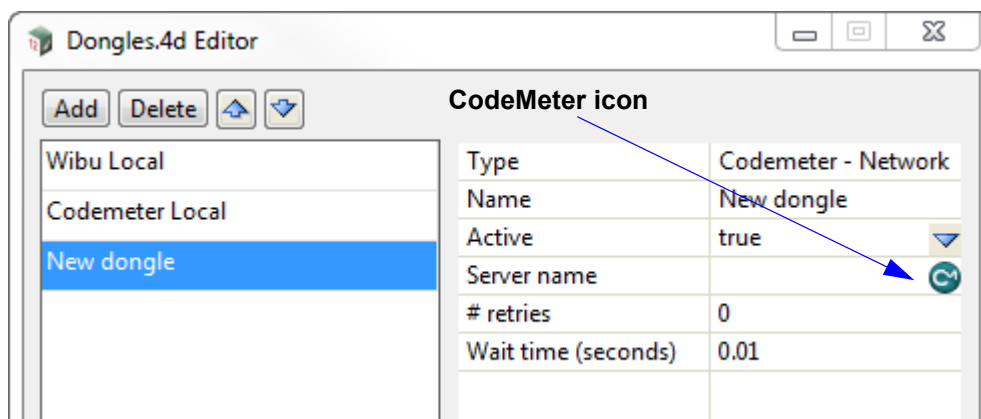 Dongles.4d Editor
Add Delete
CodeMeter icon
Wibu Local
Codemeter Local
New dongle
Type Codemeter - Network
Name New dongle
Active true
Server name
# retries 0
Wait time (seconds) 0.01